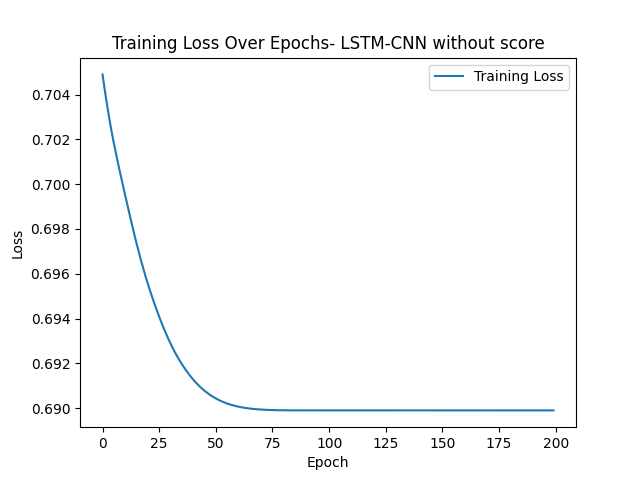 Training Loss Over Epochs- LSTM-CNN without score
Training Loss
0.704
0.702
0.700
0.698
0.696
0.694
0.692
0.690
Loss
0 25 50 75 100 125 150 175 200
Epoch